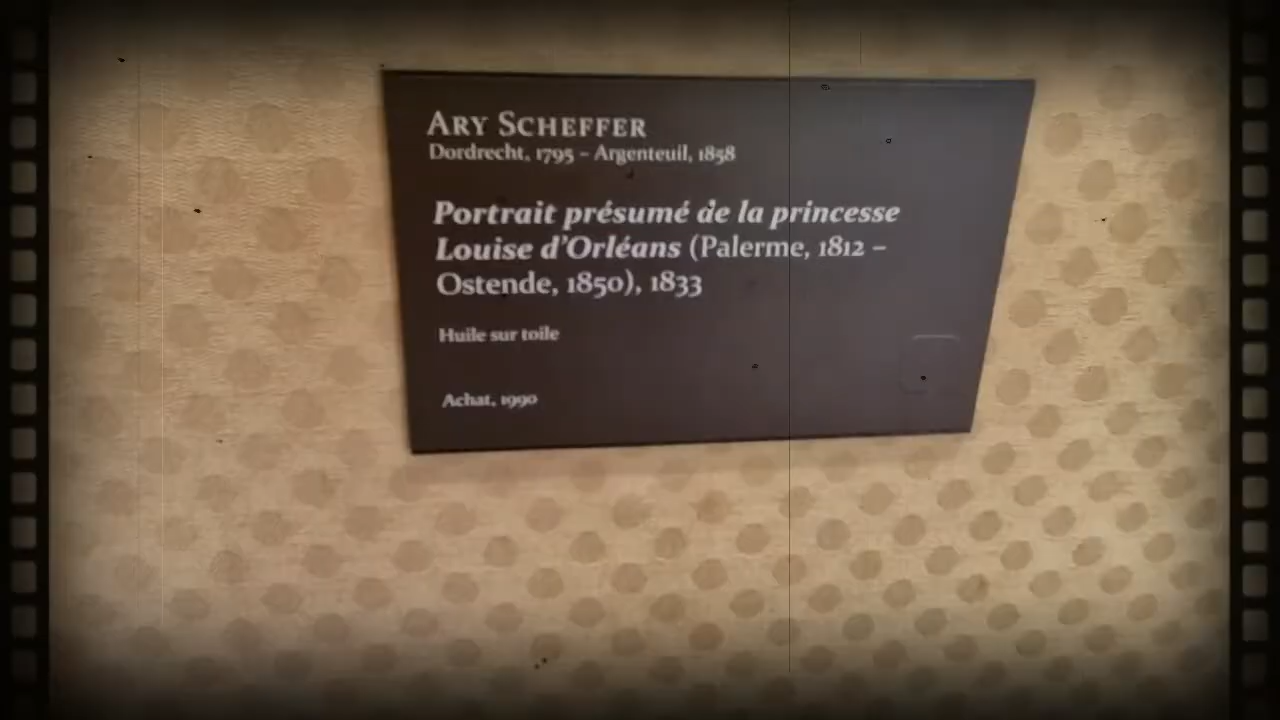 ARY SCHEFFER
Dordrecht, 1795 – Argenteuil, 1858
Portrait présumé de la princesse
Louise d’Orléans (Palerme, 1812 –
Ostende, 1850), 1833
Huile sur toile
Achat, 1990